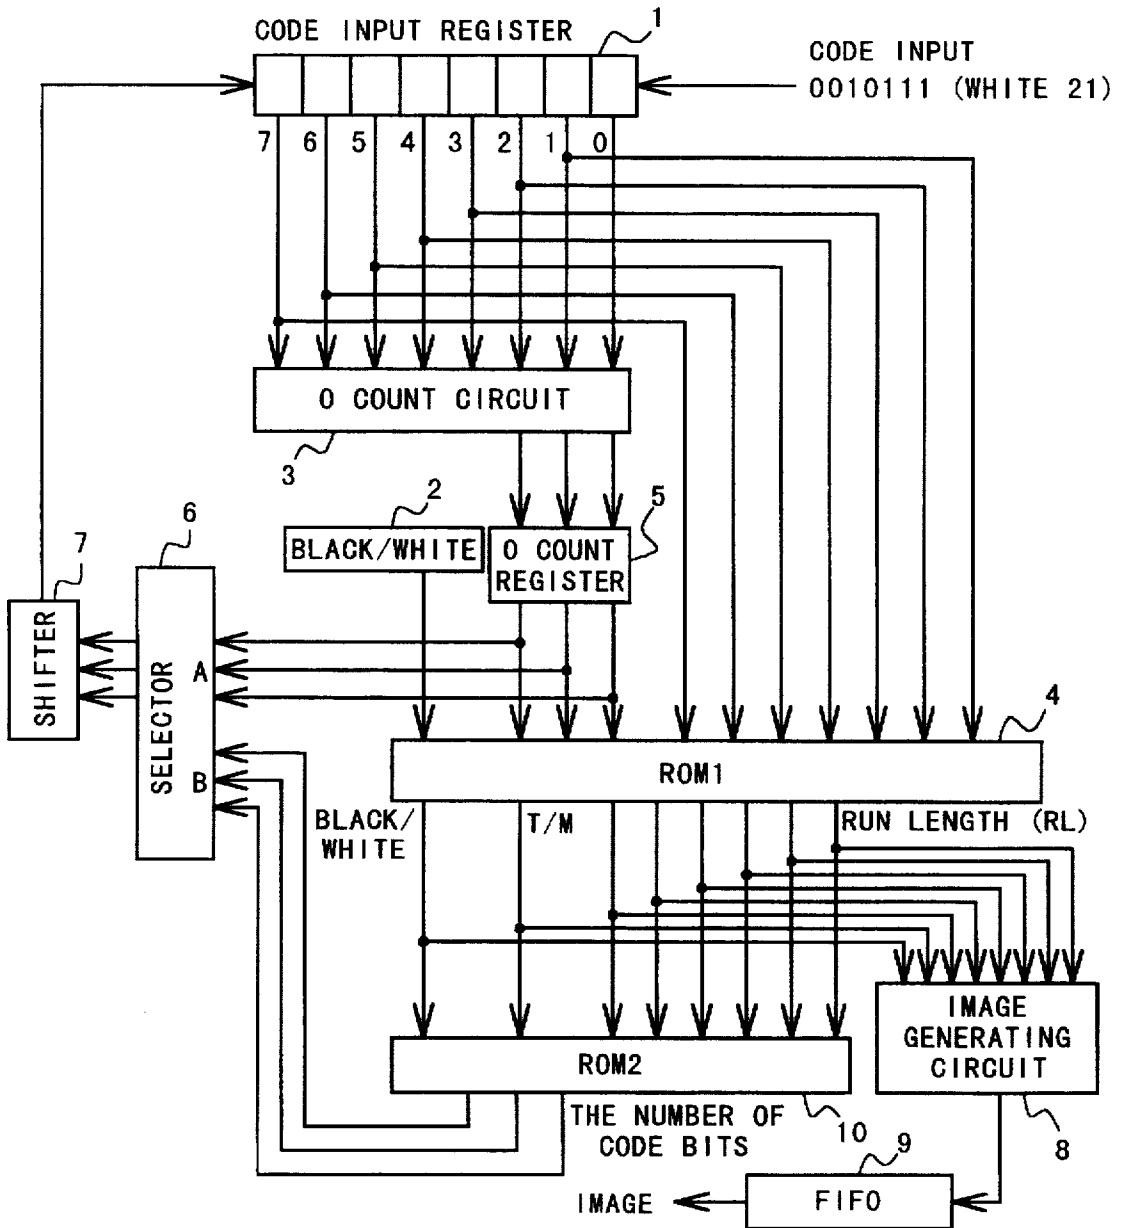 CODE INPUT REGISTER
1
CODE INPUT
0010111 (WHITE 21)
7 6 5 4 3 2 1 0
0 COUNT CIRCUIT
3
2
5
BLACK/WHITE
0 COUNT
REGISTER
6
7
SHIFTER
SELECTOR
A
B
4
ROM1
BLACK/
WHITE
T/M
RUN LENGTH (RL)
IMAGE
GENERATING
CIRCUIT
ROM2
THE NUMBER OF
CODE BITS
10
8
9
IMAGE
FIFO